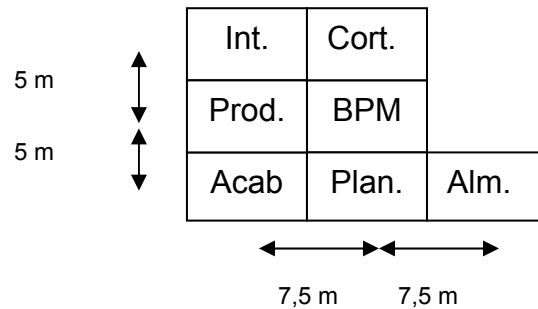 Int. Cort.
5 m
Prod. BPM
5 m
Acab Plan. Alm.
7,5 m 7,5 m